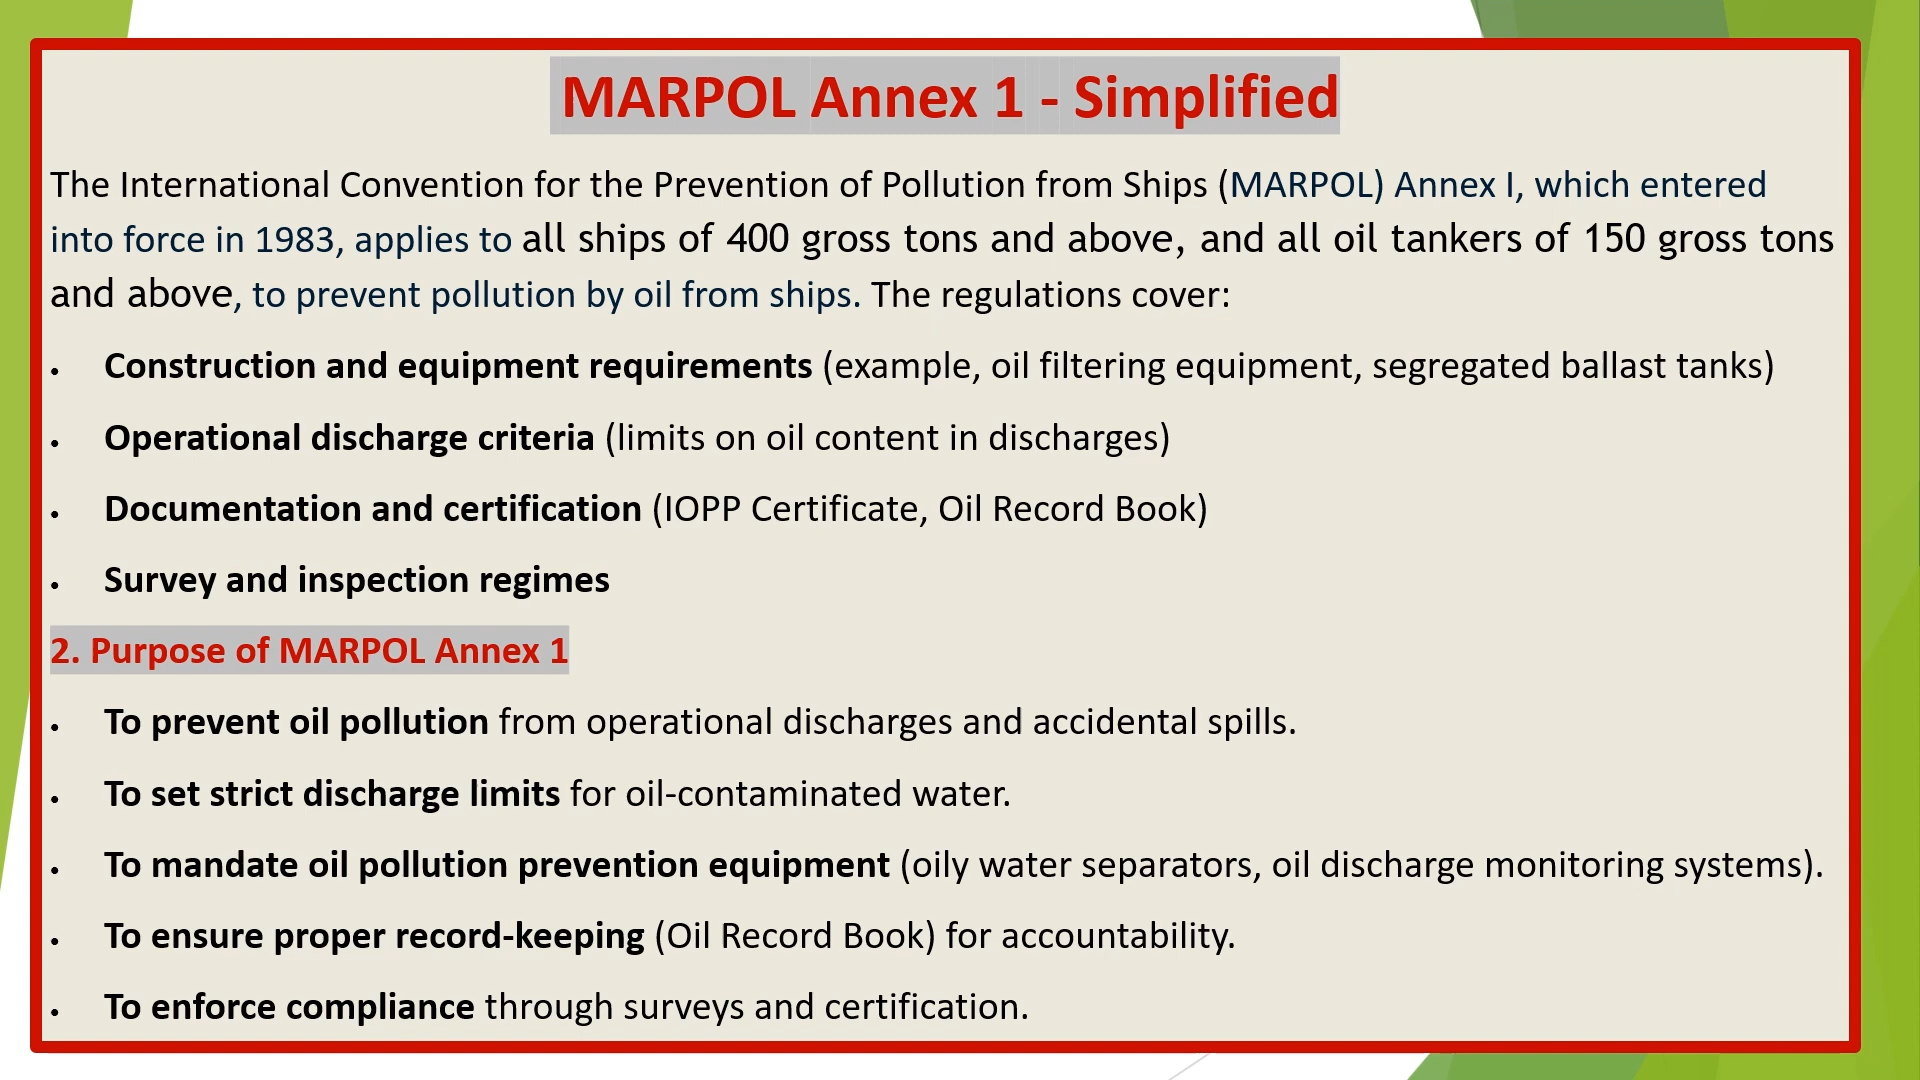 MARPOL Annex 1 - Simplified
The International Convention for the Prevention of Pollution from Ships (MARPOL) Annex I, which entered
into force in 1983, applies to all ships of 400 gross tons and above, and all oil tankers of 150 gross tons
and above, to prevent pollution by oil from ships. The regulations cover:
• Construction and equipment requirements (example, oil filtering equipment, segregated ballast tanks)
• Operational discharge criteria (limits on oil content in discharges)
• Documentation and certification (IOPP Certificate, Oil Record Book)
• Survey and inspection regimes
2. Purpose of MARPOL Annex 1
• To prevent oil pollution from operational discharges and accidental spills.
• To set strict discharge limits for oil-contaminated water.
• To mandate oil pollution prevention equipment (oily water separators, oil discharge monitoring systems).
• To ensure proper record-keeping (Oil Record Book) for accountability.
• To enforce compliance through surveys and certification.